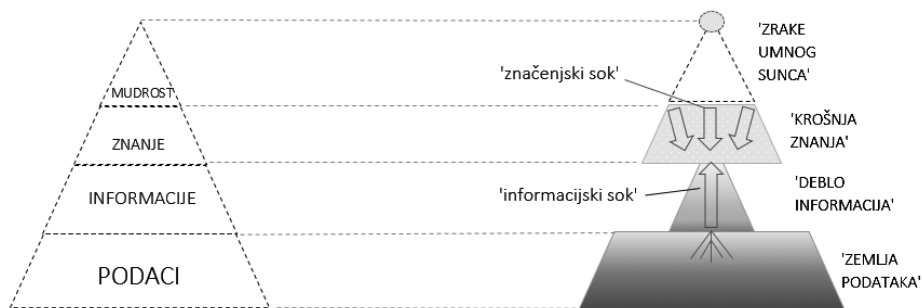 MUDROST
ZNANJE
INFORMACIJE
PODACI
'značenjski sok'
'informacijski sok'
'ZRAKE
UMNOG
SUNCA'
'KROŠNJA
ZNANJA'
'DEBLO
INFORMACIJA'
'ZEMLJA
PODATAKA'